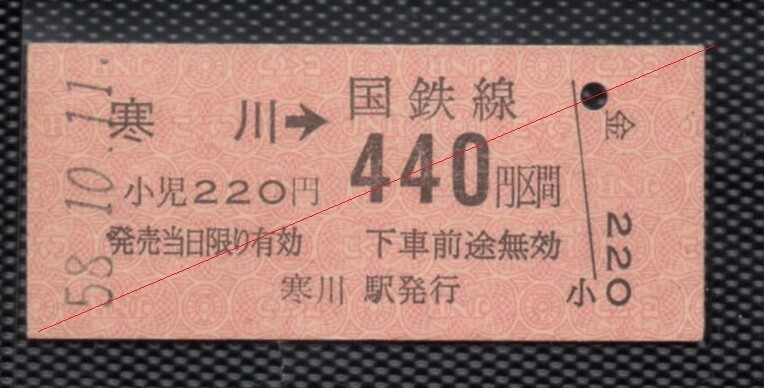 58.10.11.
寒川→国鉄線
小児220円 440円区間
発売当日限り有効 下車前途無効
寒川 駅発行
小 220